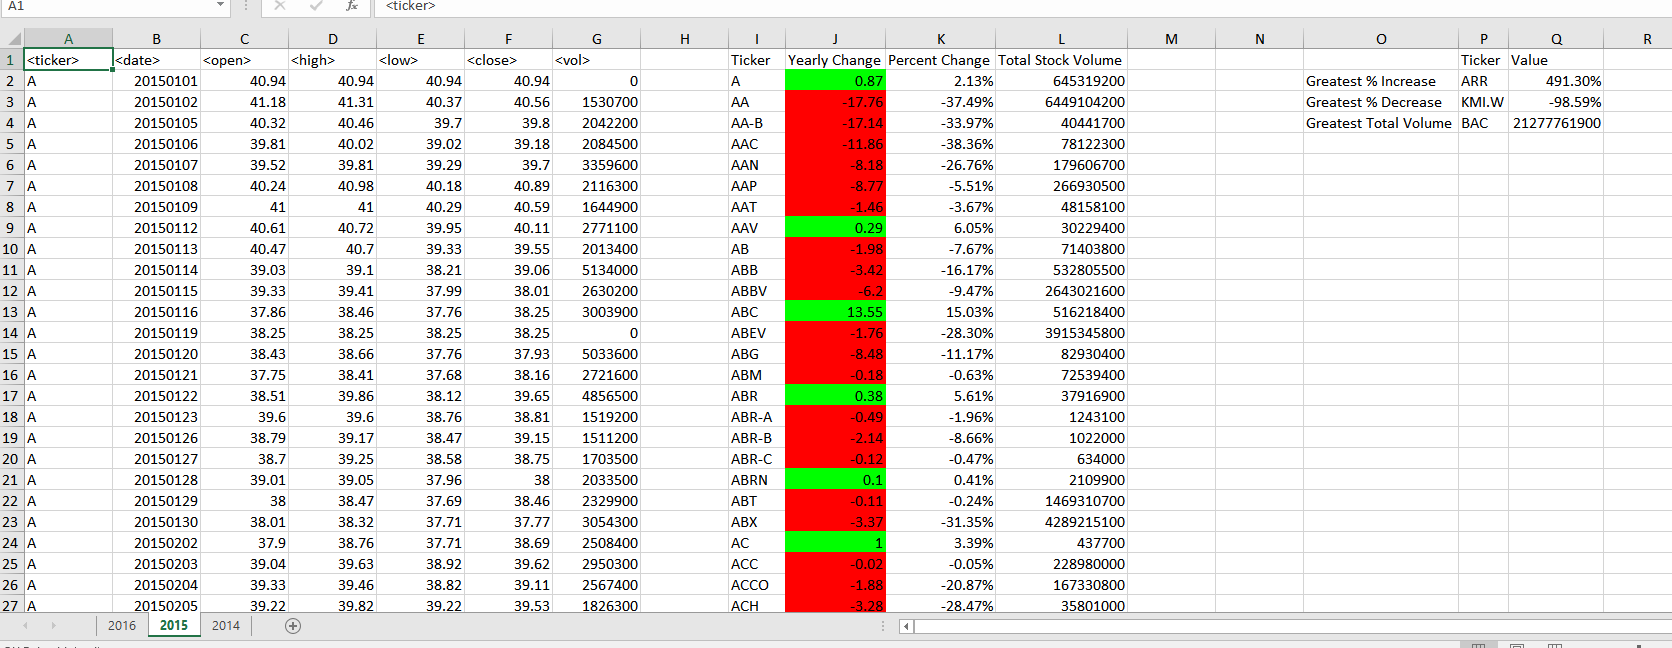 A1 fx <ticker>
A B C D E F G H I J K L M N O P Q R
1 <ticker> <date> <open> <high> <low> <close> <vol> Ticker Yearly Change Percent Change Total Stock Volume Ticker Value
2 A 20150101 40.94 40.94 40.94 40.94 0 A 0.87 2.13% 645319200 Greatest % Increase ARR 491.30%
3 A 20150102 41.18 41.31 40.37 40.56 1530700 AA -17.76 -37.49% 6449104200 Greatest % Decrease KMI.W -98.59%
4 A 20150105 40.32 40.46 39.7 39.8 2042200 AA-B -17.14 -33.97% 40441700 Greatest Total Volume BAC 21277761900
5 A 20150106 39.81 40.02 39.02 39.18 2084500 AAC -11.86 -38.36% 78122300
6 A 20150107 39.52 39.81 39.29 39.7 3359600 AAN -8.18 -26.76% 179606700
7 A 20150108 40.24 40.98 40.18 40.89 2116300 AAP -8.77 -5.51% 266930500
8 A 20150109 41 41 40.29 40.59 1644900 AAT -1.46 -3.67% 48158100
9 A 20150112 40.61 40.72 39.95 40.11 2771100 AAV 0.29 6.05% 30229400
10 A 20150113 40.47 40.7 39.33 39.55 2013400 AB -1.98 -7.67% 71403800
11 A 20150114 39.03 39.1 38.21 39.06 5134000 ABB -3.42 -16.17% 532805500
12 A 20150115 39.33 39.41 37.99 38.01 2630200 ABBV -6.2 -9.47% 2643021600
13 A 20150116 37.86 38.46 37.76 38.25 3003900 ABC 13.55 15.03% 516218400
14 A 20150119 38.25 38.25 38.25 38.25 0 ABEV -1.76 -28.30% 3915345800
15 A 20150120 38.43 38.66 37.76 37.93 5033600 ABG -8.48 -11.17% 82930400
16 A 20150121 37.75 38.41 37.68 38.16 2721600 ABM -0.18 -0.63% 72539400
17 A 20150122 38.51 39.86 38.12 39.65 4856500 ABR 0.38 5.61% 37916900
18 A 20150123 39.6 39.6 38.76 38.81 1519200 ABR-A -0.49 -1.96% 1243100
19 A 20150126 38.79 39.17 38.47 39.15 1511200 ABR-B -2.14 -8.66% 1022000
20 A 20150127 38.7 39.25 38.58 38.75 1703500 ABR-C -0.12 -0.47% 634000
21 A 20150128 39.01 39.05 37.96 38 2033500 ABRN 0.1 0.41% 2109900
22 A 20150129 38 38.47 37.69 38.46 2329900 ABT -0.11 -0.24% 1469310700
23 A 20150130 38.01 38.32 37.71 37.77 3054300 ABX -3.37 -31.35% 4289215100
24 A 20150202 37.9 38.76 37.71 38.69 2508400 AC 1 3.39% 437700
25 A 20150203 39.04 39.63 38.92 39.62 2950300 ACC -0.02 -0.05% 228980000
26 A 20150204 39.33 39.46 38.82 39.11 2567400 ACCO -1.88 -20.87% 167330800
27 A 20150205 39.22 39.82 39.22 39.53 1826300 ACH -3.28 -28.47% 35801000
2016 2015 2014